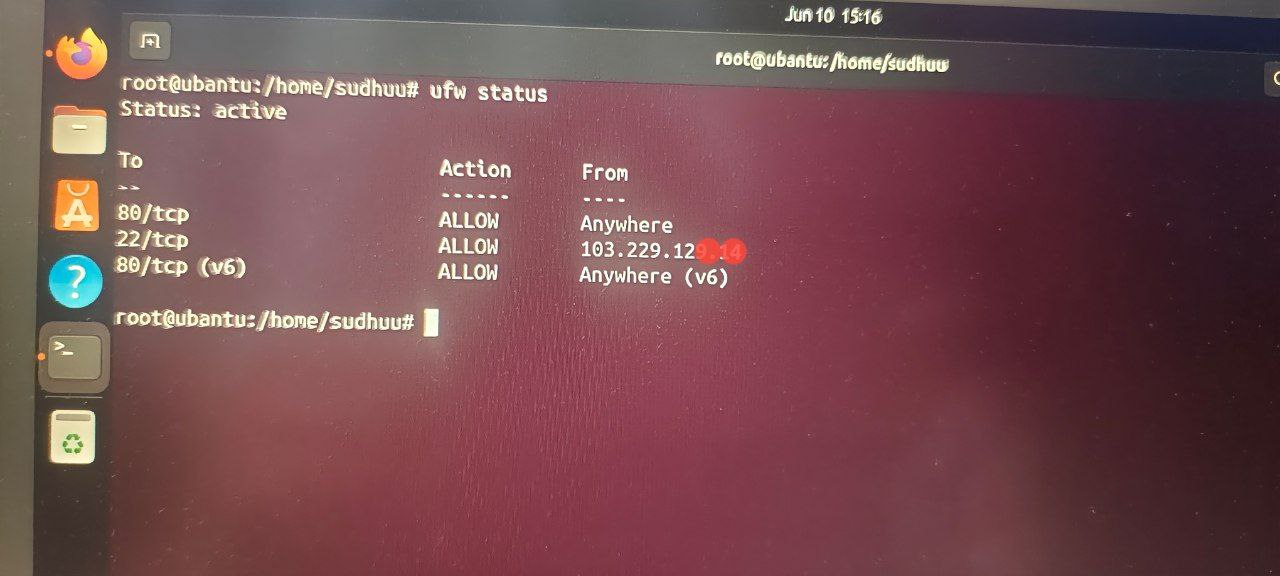 Jun 10 15:16
root@ubantu:/home/sudhuu
root@ubantu:/home/sudhuu# ufw status
Status: active
To Action From
-- ------ ----
80/tcp ALLOW Anywhere
22/tcp ALLOW 103.229.12
80/tcp (v6) ALLOW Anywhere (v6)
root@ubantu:/home/sudhuu#